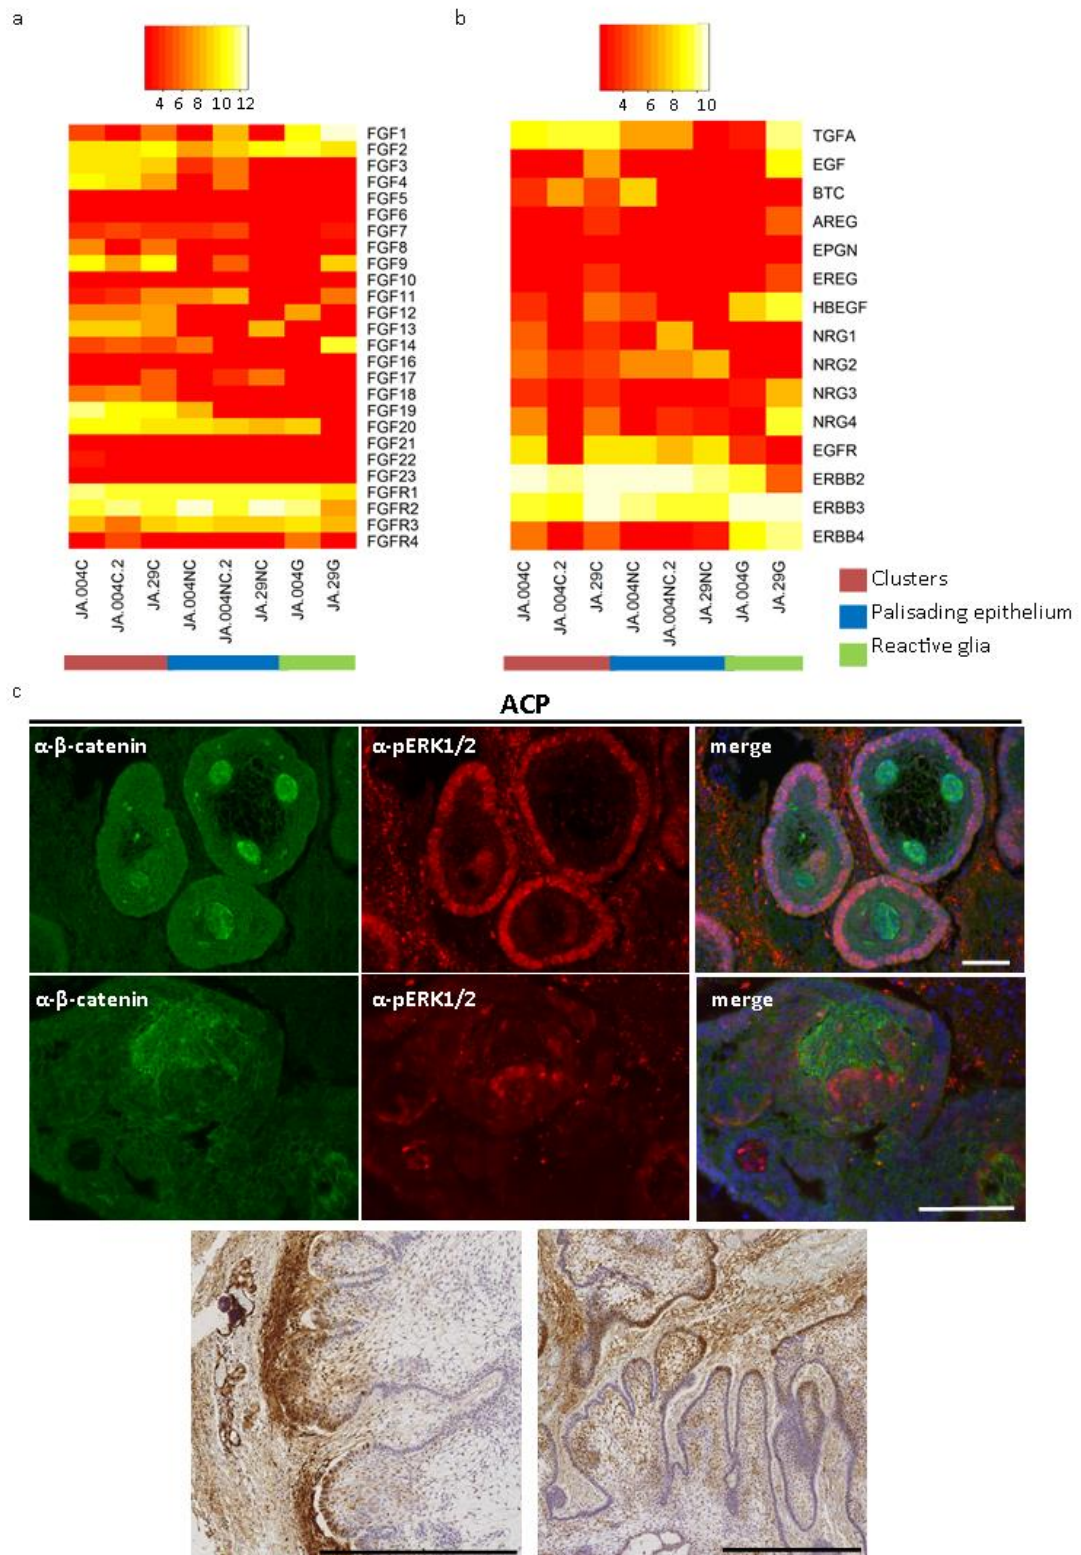 a
b
4 6 8 10 12
4 6 8 10
FGF1
FGF2
FGF3
FGF4
FGF5
FGF6
FGF7
FGF8
FGF9
FGF10
FGF11
FGF12
FGF13
FGF14
FGF16
FGF17
FGF18
FGF19
FGF20
FGF21
FGF22
FGF23
FGFR1
FGFR2
FGFR3
FGFR4
JA.004C
JA.004C.2
JA.29C
JA.004NC
JA.004NC.2
JA.29NC
JA.004G
JA.29G
TGFA
EGF
BTC
AREG
EPGN
EREG
HBEGF
NRG1
NRG2
NRG3
NRG4
EGFR
ERBB2
ERBB3
ERBB4
JA.004C
JA.004C.2
JA.29C
JA.004NC
JA.004NC.2
JA.29NC
JA.004G
JA.29G
Clusters
Palisading epithelium
Reactive glia
c
ACP
α-β-catenin
α-pERK1/2
merge
α-β-catenin
α-pERK1/2
merge